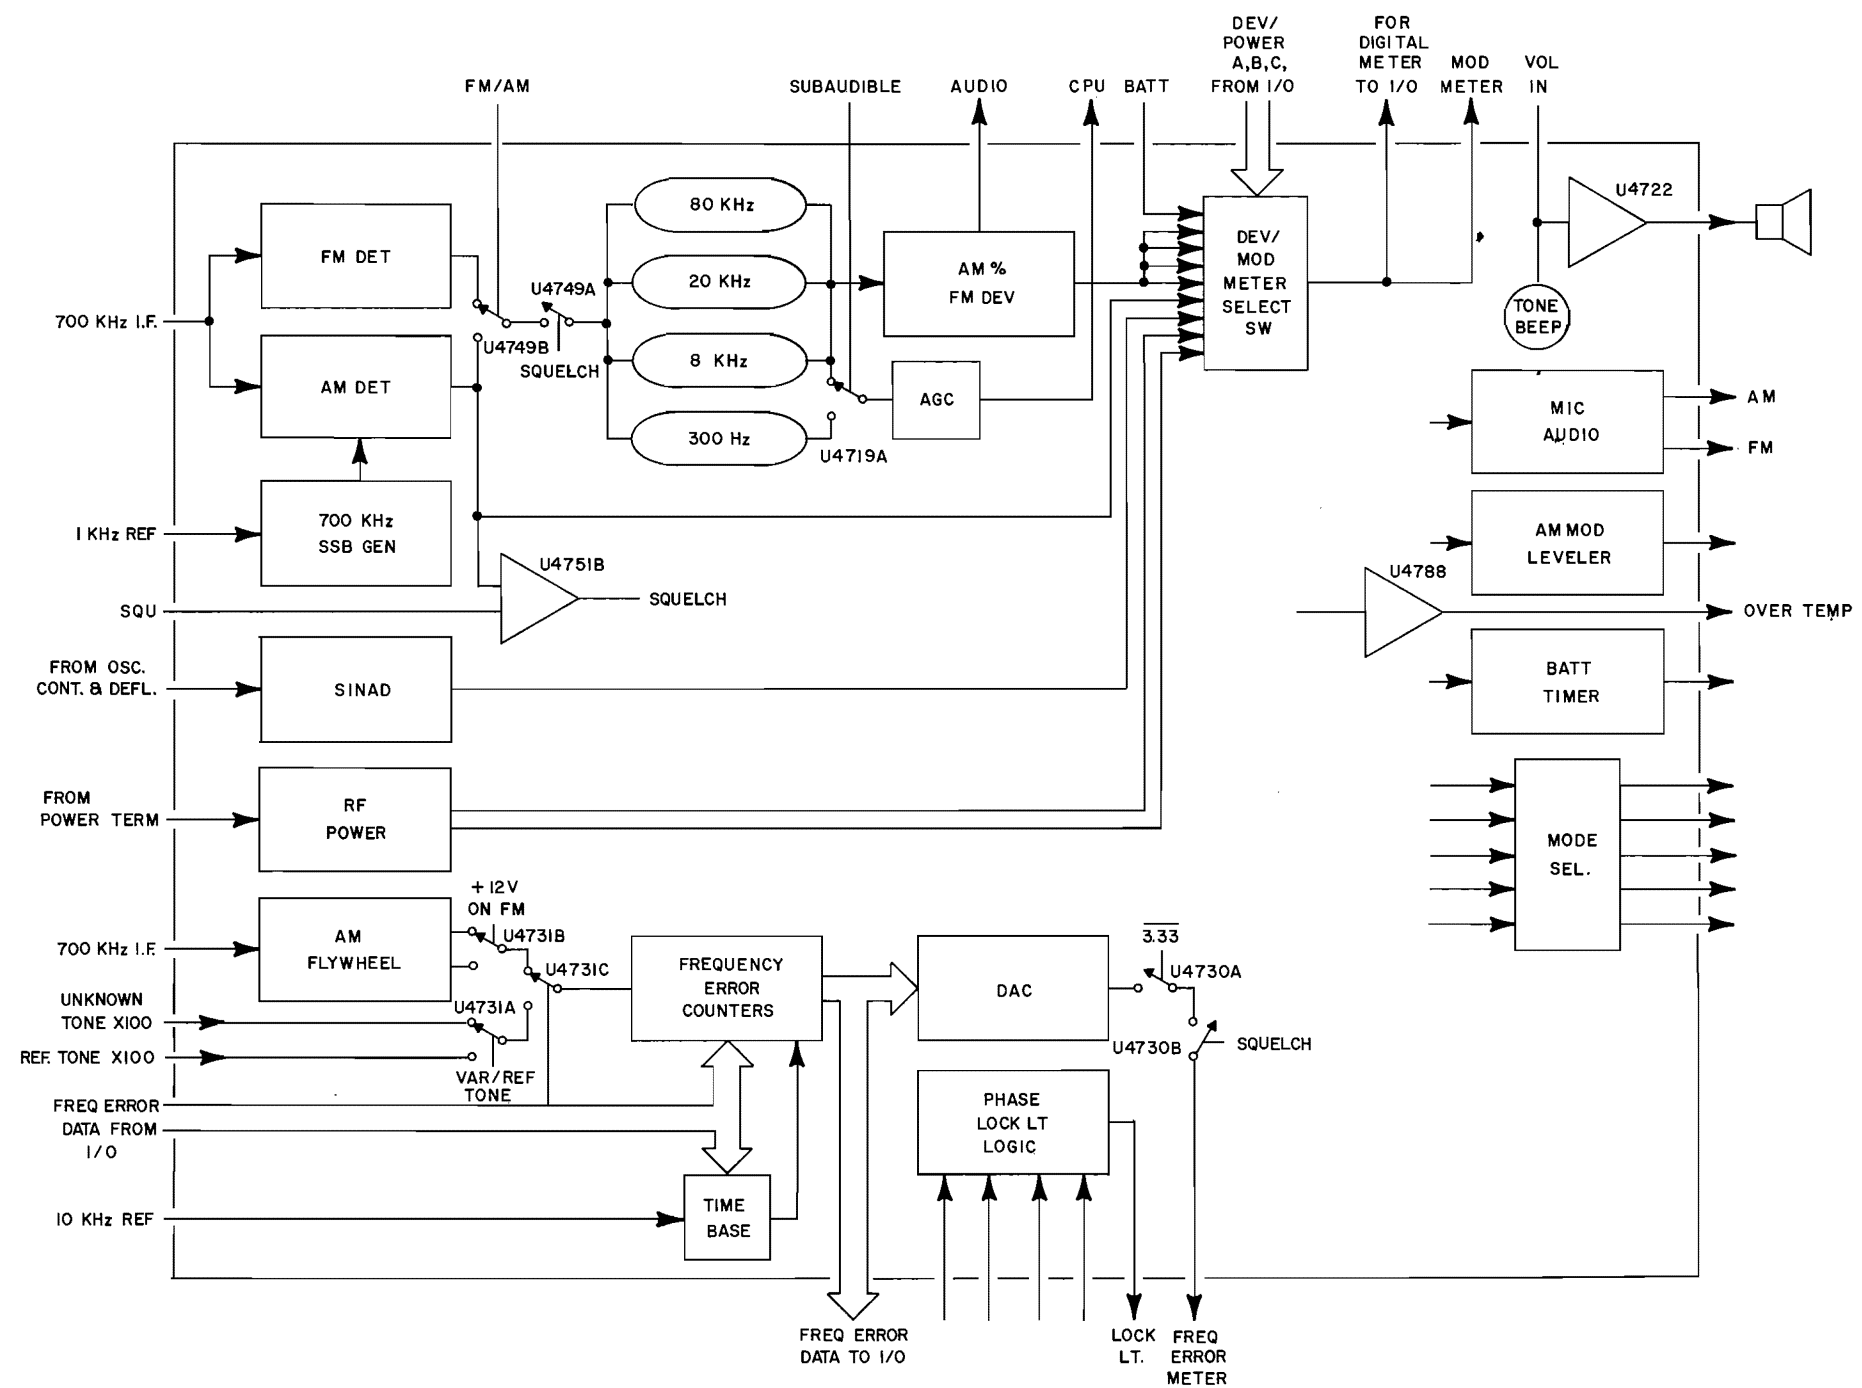 DEV/
POWER
A,B,C,
FROM I/O
FOR
DIGITAL
METER
TO I/O
MOD
METER
VOL
IN
FM/AM
SUBAUDIBLE
AUDIO
CPU
BATT
U4722
80 KHz
FM DET
U4749A
20 KHz
AM %
FM DEV
DEV/
MOD
METER
SELECT
SW
TONE
BEEP
700 KHz I.F.
U4749B
SQUELCH
8 KHz
AM DET
AGC
300 Hz
U4719A
MIC
AUDIO
AM
FM
1 KHz REF
700 KHz
SSB GEN
U4751B
SQUELCH
SQU
AM MOD
LEVELER
U4788
OVER TEMP
FROM OSC.
CONT. & DEFL.
SINAD
BATT
TIMER
FROM
POWER TERM
RF
POWER
MODE
SEL.
+12V
ON FM
700 KHz I.F.
AM
FLYWHEEL
U4731B
U4731C
FREQUENCY
ERROR
COUNTERS
DAC
3.33
U4730A
UNKNOWN
TONE X100
U4731A
REF. TONE X100
VAR/REF
TONE
U4730B
SQUELCH
FREQ ERROR
DATA FROM
I/O
PHASE
LOCK LT
LOGIC
10 KHz REF
TIME
BASE
FREQ ERROR
DATA TO I/O
LOCK
LT.
FREQ
ERROR
METER